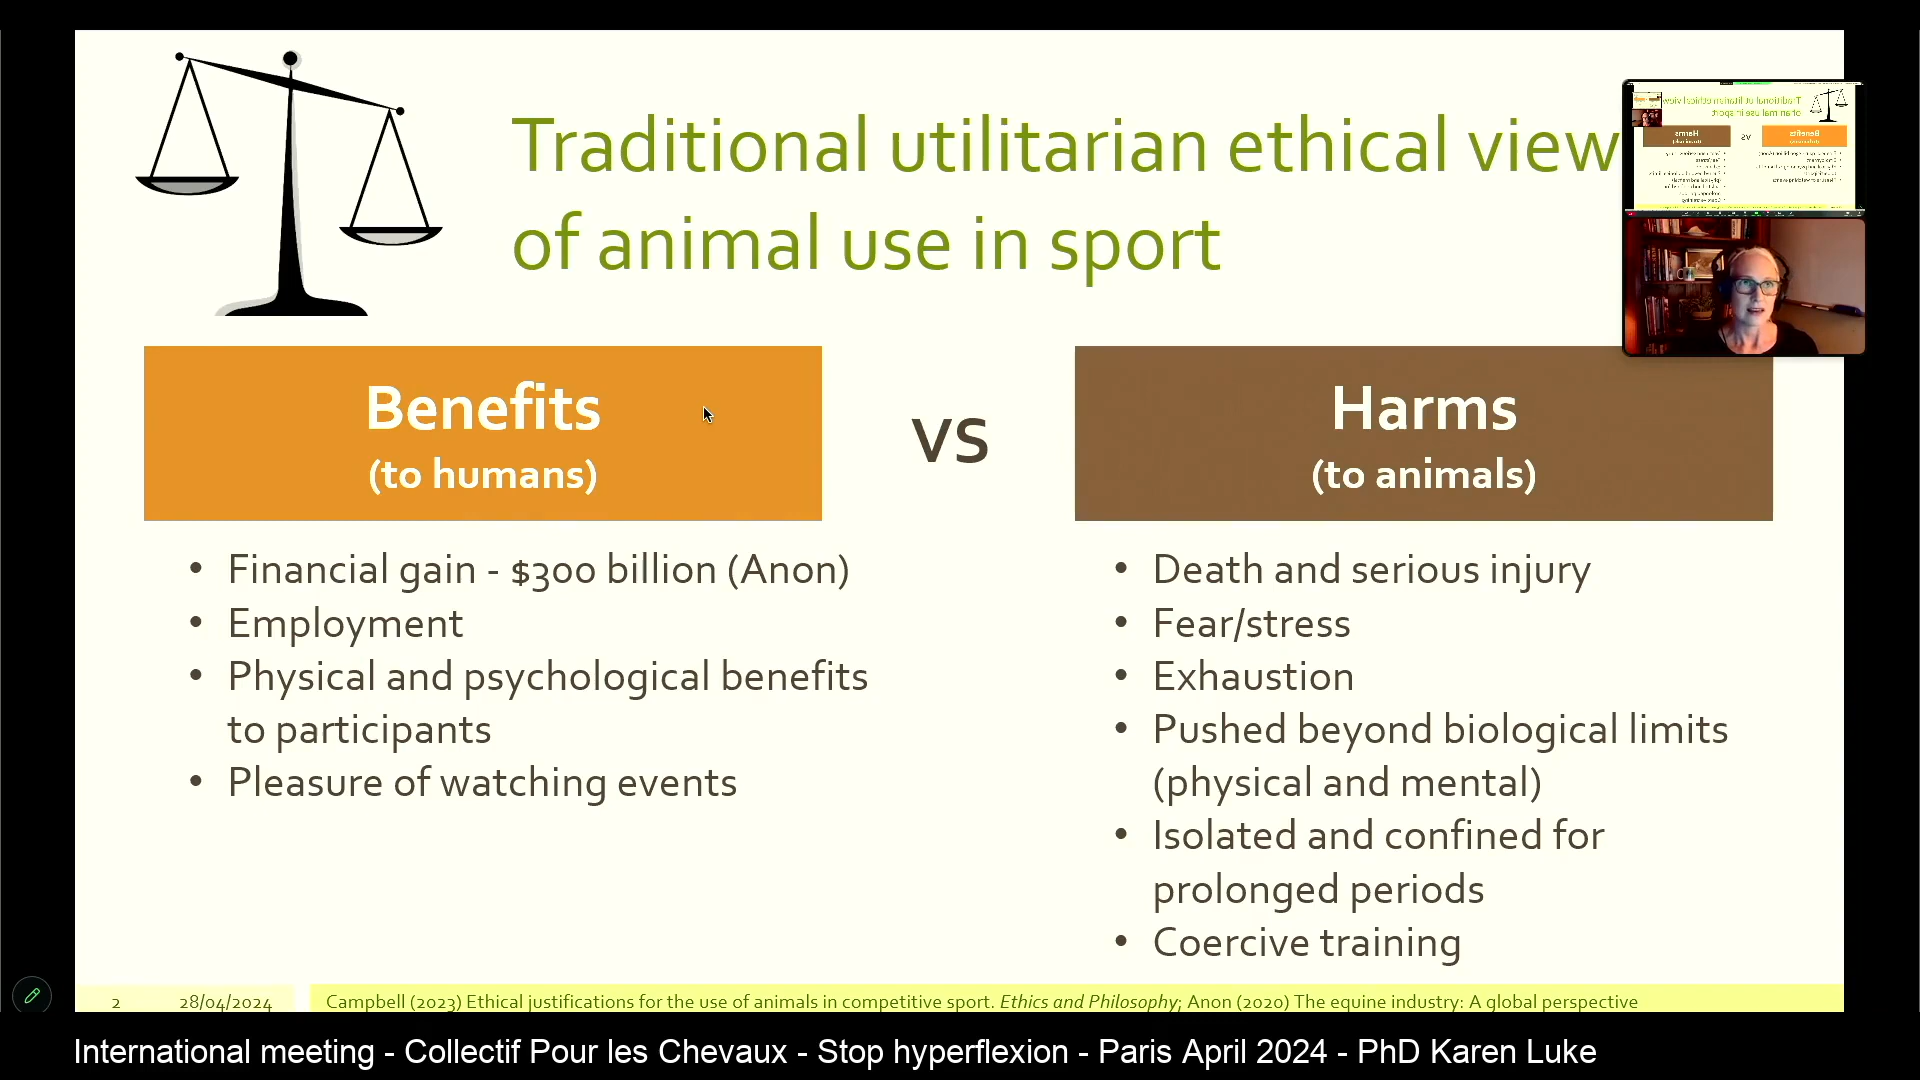 Traditional utilitarian ethical view
of animal use in sport
Benefits
(to humans)
vs
Harms
(to animals)
• Financial gain - $300 billion (Anon)
• Employment
• Physical and psychological benefits
to participants
• Pleasure of watching events
• Death and serious injury
• Fear/stress
• Exhaustion
• Pushed beyond biological limits
(physical and mental)
• Isolated and confined for
prolonged periods
• Coercive training
2 28/04/2024 Campbell (2023) Ethical justifications for the use of animals in competitive sport. Ethics and Philosophy; Anon (2020) The equine industry: A global perspective
International meeting - Collectif Pour les Chevaux - Stop hyperflexion - Paris April 2024 - PhD Karen Luke